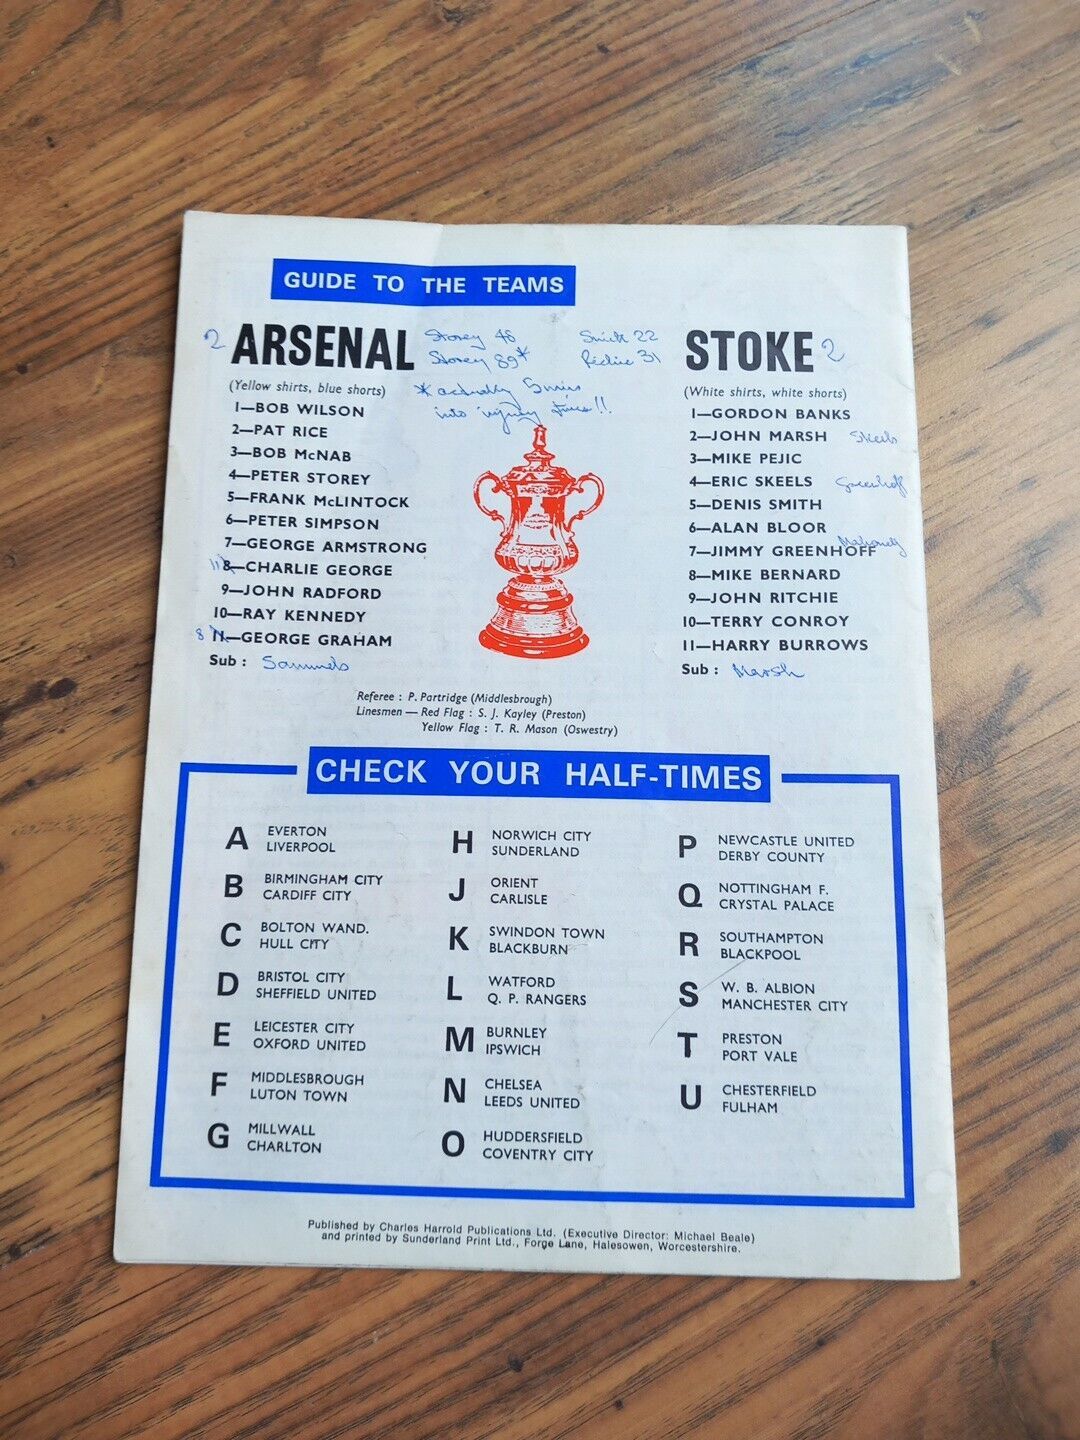 GUIDE TO THE TEAMS
2 ARSENAL
Storey 48
Storey 89*
* actually 5 mins
into injury time!!
(Yellow shirts, blue shorts)
1—BOB WILSON
2—PAT RICE
3—BOB McNAB
4—PETER STOREY
5—FRANK McLINTOCK
6—PETER SIMPSON
7—GEORGE ARMSTRONG
11 8—CHARLIE GEORGE
9—JOHN RADFORD
10—RAY KENNEDY
8 11—GEORGE GRAHAM
Sub : Sammels
Smith 22
31
STOKE 2
(White shirts, white shorts)
1—GORDON BANKS
2—JOHN MARSH Skeels
3—MIKE PEJIC
4—ERIC SKEELS Greenhoff
5—DENIS SMITH
6—ALAN BLOOR
7—JIMMY GREENHOFF Mahoney
8—MIKE BERNARD
9—JOHN RITCHIE
10—TERRY CONROY
11—HARRY BURROWS
Sub : Marsh
Referee : P. Partridge (Middlesbrough)
Linesmen — Red Flag : S. J. Kayley (Preston)
Yellow Flag : T. R. Mason (Oswestry)
CHECK YOUR HALF-TIMES
A EVERTON
LIVERPOOL
B BIRMINGHAM CITY
CARDIFF CITY
C BOLTON WAND.
HULL CITY
D BRISTOL CITY
SHEFFIELD UNITED
E LEICESTER CITY
OXFORD UNITED
F MIDDLESBROUGH
LUTON TOWN
G MILLWALL
CHARLTON
H NORWICH CITY
SUNDERLAND
J ORIENT
CARLISLE
K SWINDON TOWN
BLACKBURN
L WATFORD
Q. P. RANGERS
M BURNLEY
IPSWICH
N CHELSEA
LEEDS UNITED
O HUDDERSFIELD
COVENTRY CITY
P NEWCASTLE UNITED
DERBY COUNTY
Q NOTTINGHAM F.
CRYSTAL PALACE
R SOUTHAMPTON
BLACKPOOL
S W. B. ALBION
MANCHESTER CITY
T PRESTON
PORT VALE
U CHESTERFIELD
FULHAM
Published by Charles Harrold Publications Ltd. (Executive Director: Michael Beale)
and printed by Sunderland Print Ltd., Forge Lane, Halesowen, Worcestershire.